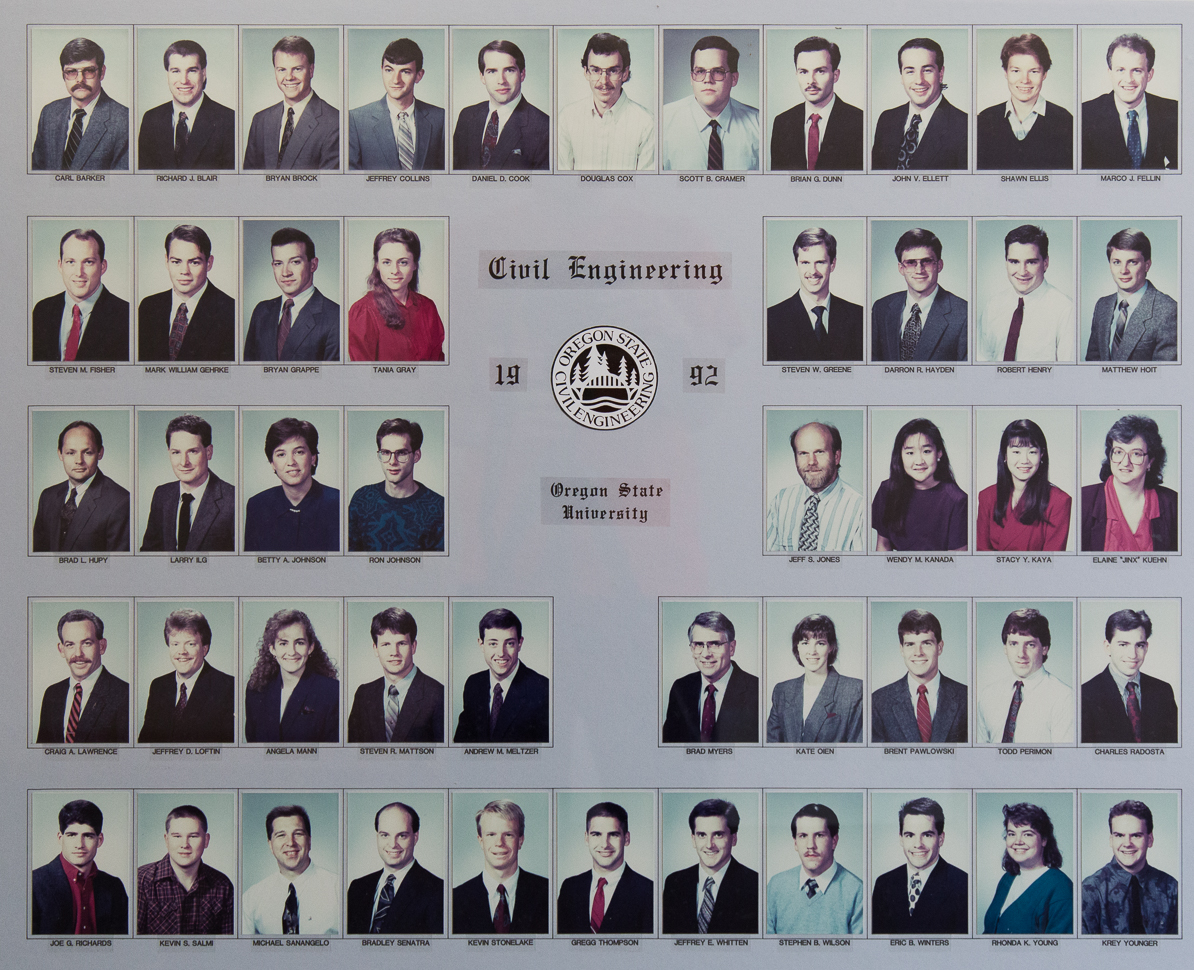 CARL BARKER
RICHARD J. BLAIR
BRYAN BROCK
JEFFREY COLLINS
DANIEL D. COOK
DOUGLAS COX
SCOTT B. CRAMER
BRIAN G. DUNN
JOHN V. ELLETT
SHAWN ELLIS
MARCO J. FELLIN
Civil Engineering
STEVEN M. FISHER
MARK WILLIAM GEHRKE
BRYAN GRAPPE
TANIA GRAY
19
OREGON STATE
CIVIL ENGINEERING
92
STEVEN W. GREENE
DARRON R. HAYDEN
ROBERT HENRY
MATTHEW HOIT
Oregon State
University
BRAD L. HUPY
LARRY ILG
BETTY A. JOHNSON
RON JOHNSON
JEFF S. JONES
WENDY M. KANADA
STACY Y. KAYA
ELAINE "JINX" KUEHN
CRAIG A. LAWRENCE
JEFFREY D. LOFTIN
ANGELA MANN
STEVEN R. MATTSON
ANDREW M. MELTZER
BRAD MYERS
KATE OIEN
BRENT PAWLOWSKI
TODD PERIMON
CHARLES RADOSTA
JOE G. RICHARDS
KEVIN S. SALMI
MICHAEL SANANGELO
BRADLEY SENATRA
KEVIN STONELAKE
GREGG THOMPSON
JEFFREY E. WHITTEN
STEPHEN B. WILSON
ERIC B. WINTERS
RHONDA K. YOUNG
KREY YOUNGER